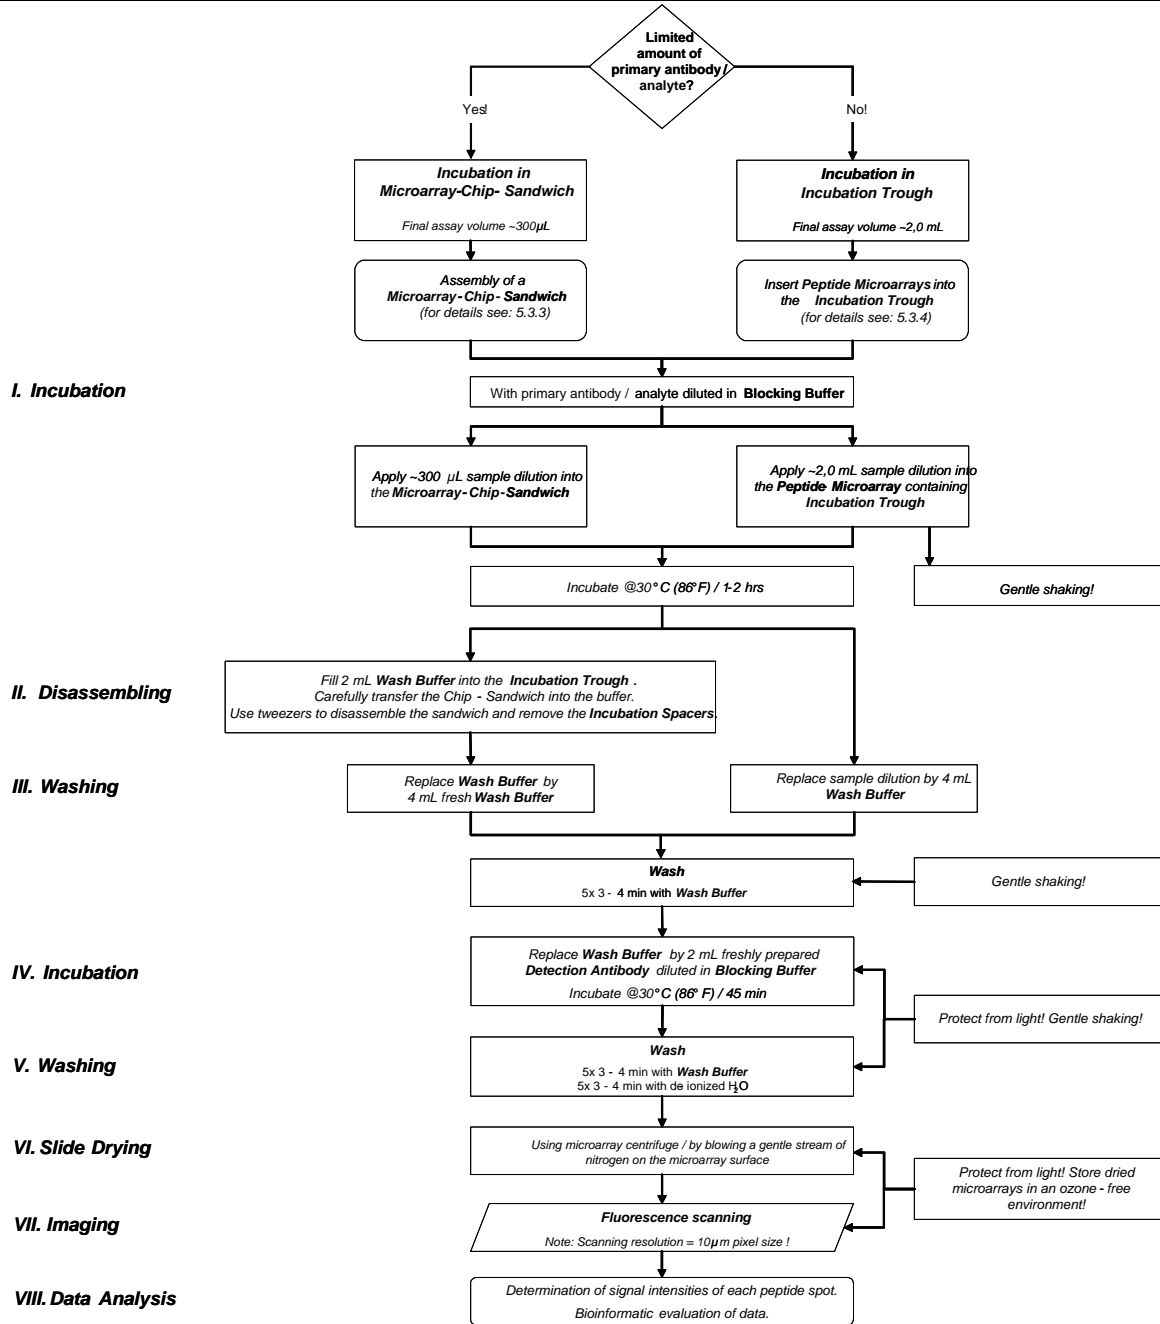 Limited
amount of
primary antibody /
analyte?
Yes!
No!
Incubation in
Microarray-Chip- Sandwich
Final assay volume ~300µL
Incubation in
Incubation Trough
Final assay volume ~2,0 mL
Assembly of a
Microarray-Chip-Sandwich
(for details see: 5.3.3)
Insert Peptide Microarrays into
the Incubation Trough
(for details see: 5.3.4)
I. Incubation
With primary antibody / analyte diluted in Blocking Buffer
Apply ~300 µL sample dilution into
the Microarray-Chip-Sandwich
Apply ~2,0 mL sample dilution into
the Peptide Microarray containing
Incubation Trough
Incubate @30°C (86°F) / 1-2 hrs
Gentle shaking!
II. Disassembling
Fill 2 mL Wash Buffer into the Incubation Trough .
Carefully transfer the Chip - Sandwich into the buffer.
Use tweezers to disassemble the sandwich and remove the Incubation Spacers.
III. Washing
Replace Wash Buffer by
4 mL fresh Wash Buffer
Replace sample dilution by 4 mL
Wash Buffer
Wash
5x 3 - 4 min with Wash Buffer
Gentle shaking!
IV. Incubation
Replace Wash Buffer by 2 mL freshly prepared
Detection Antibody diluted in Blocking Buffer
Incubate @30°C (86° F) / 45 min
Protect from light! Gentle shaking!
V. Washing
Wash
5x 3 - 4 min with Wash Buffer
5x 3 - 4 min with de ionized H₂O
VI. Slide Drying
Using microarray centrifuge / by blowing a gentle stream of
nitrogen on the microarray surface
Protect from light! Store dried
microarrays in an ozone - free
environment!
VII. Imaging
Fluorescence scanning
Note: Scanning resolution = 10µm pixel size !
VIII. Data Analysis
Determination of signal intensities of each peptide spot.
Bioinformatic evaluation of data.